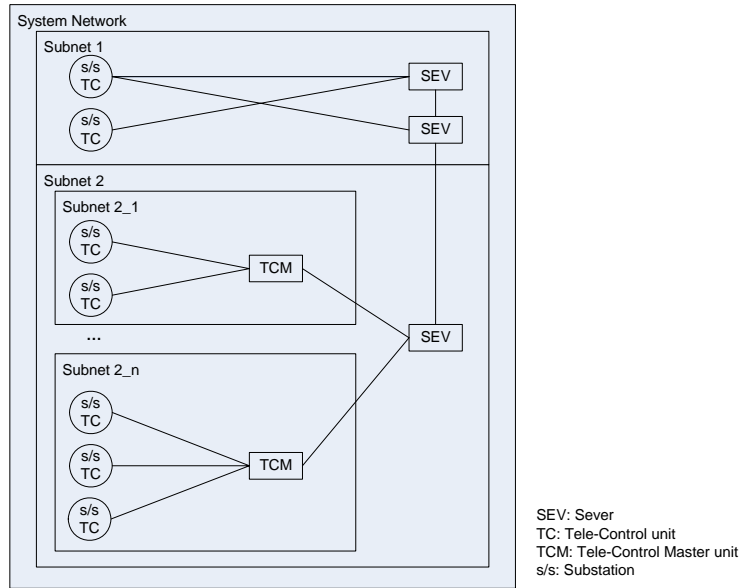 System Network
Subnet 1
s/s
TC
SEV
s/s
TC
SEV
Subnet 2
Subnet 2_1
s/s
TC
TCM
s/s
TC
...
SEV
Subnet 2_n
s/s
TC
s/s
TC
TCM
s/s
TC
SEV: Sever
TC: Tele-Control unit
TCM: Tele-Control Master unit
s/s: Substation